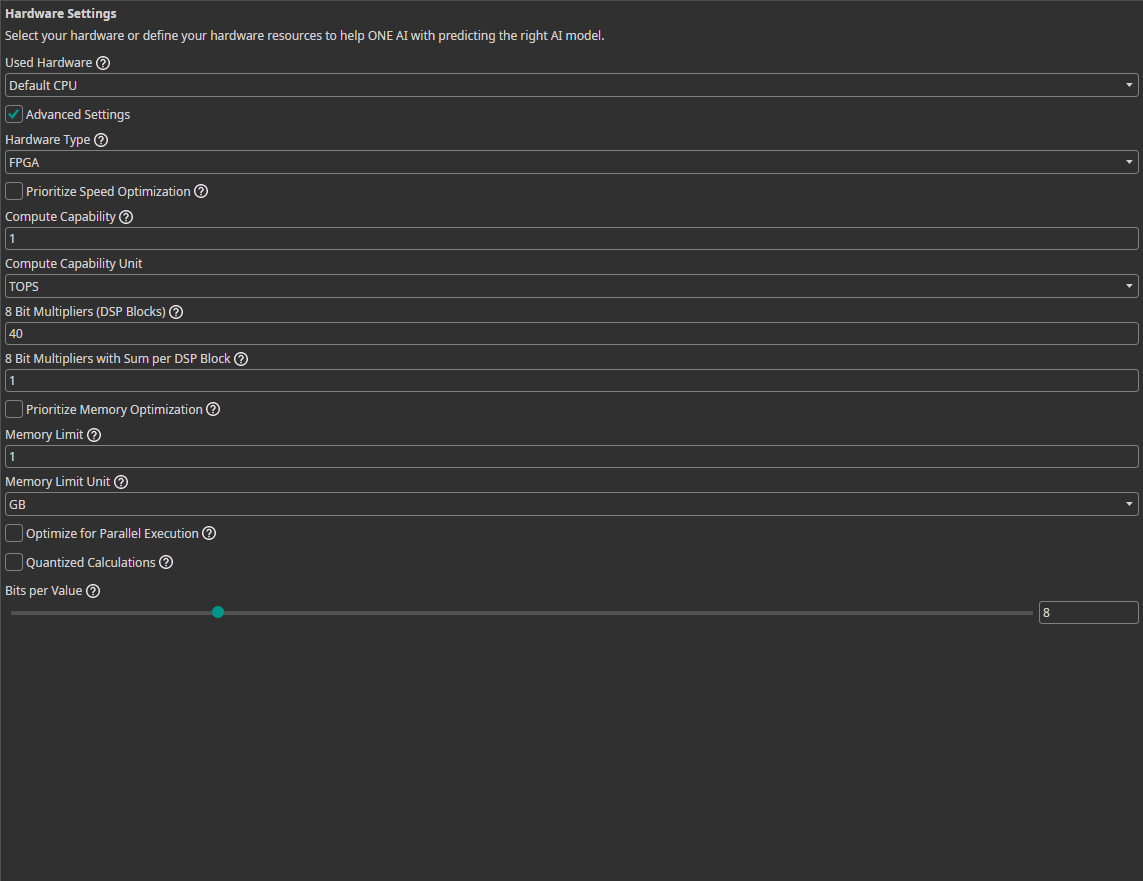 Hardware Settings
Select your hardware or define your hardware resources to help ONE AI with predicting the right AI model.
Used Hardware ?
Default CPU
Advanced Settings
Hardware Type ?
FPGA
Prioritize Speed Optimization ?
Compute Capability ?
1
Compute Capability Unit
TOPS
8 Bit Multipliers (DSP Blocks) ?
40
8 Bit Multipliers with Sum per DSP Block ?
1
Prioritize Memory Optimization ?
Memory Limit ?
1
Memory Limit Unit ?
GB
Optimize for Parallel Execution ?
Quantized Calculations ?
Bits per Value ?
8